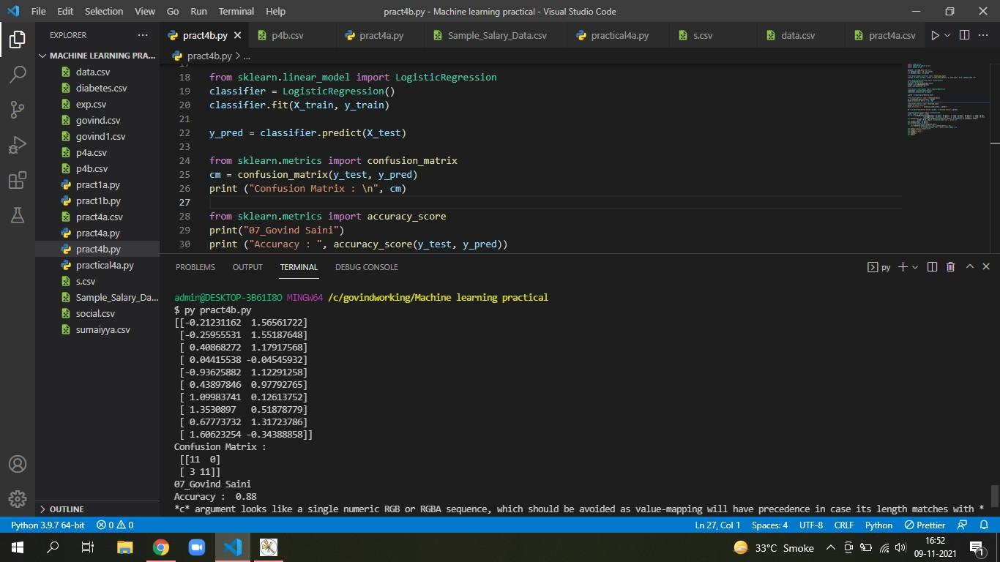 File Edit Selection View Go Run Terminal Help
pract4b.py - Machine learning practical - Visual Studio Code
EXPLORER
MACHINE LEARNING PRA...
data.csv
diabetes.csv
exp.csv
govind.csv
govind1.csv
p4a.csv
p4b.csv
pract1a.py
pract1b.py
pract4a.csv
pract4a.py
pract4b.py
practical4a.py
s.csv
Sample_Salary_Da...
social.csv
sumaiyya.csv
OUTLINE
pract4b.py p4b.csv pract4a.py Sample_Salary_Data.csv practical4a.py s.csv data.csv pract4a.csv
pract4b.py > ...
17
18 from sklearn.linear_model import LogisticRegression
19 classifier = LogisticRegression()
20 classifier.fit(X_train, y_train)
21
22 y_pred = classifier.predict(X_test)
23
24 from sklearn.metrics import confusion_matrix
25 cm = confusion_matrix(y_test, y_pred)
26 print ("Confusion Matrix : \n", cm)
27
28 from sklearn.metrics import accuracy_score
29 print("07_Govind Saini")
30 print ("Accuracy : ", accuracy_score(y_test, y_pred))
PROBLEMS OUTPUT TERMINAL DEBUG CONSOLE
py
admin@DESKTOP-3B61I8O MINGW64 /c/govindworking/Machine learning practical
$ py pract4b.py
[[-0.21231162 1.56561722]
[-0.25955531 1.55187648]
[ 0.40868272 1.17917568]
[ 0.04415538 -0.04545932]
[-0.93625882 1.12291258]
[ 0.43897846 0.97792765]
[ 1.09983741 0.12613752]
[ 1.3530897 0.51878779]
[ 0.67773732 1.31723786]
[ 1.60623254 -0.34388858]]
Confusion Matrix :
[[11 0]
[ 3 11]]
07_Govind Saini
Accuracy : 0.88
*c* argument looks like a single numeric RGB or RGBA sequence, which should be avoided as value-mapping will have precedence in case its length matches with *
Python 3.9.7 64-bit 0 0 Ln 27, Col 1 Spaces: 4 UTF-8 CRLF Python Prettier
33°C Smoke
16:52
09-11-2021
1